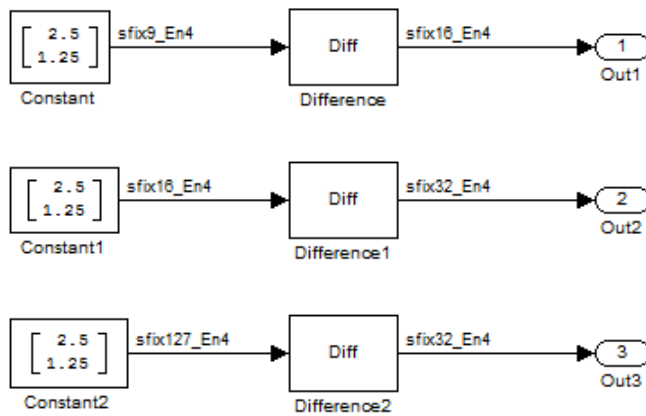 2.5
1.25
sfix9_En4
Diff
sfix16_En4
1
Constant
Difference
Out1
2.5
1.25
sfix16_En4
Diff
sfix32_En4
2
Constant1
Difference1
Out2
2.5
1.25
sfix127_En4
Diff
sfix32_En4
3
Constant2
Difference2
Out3